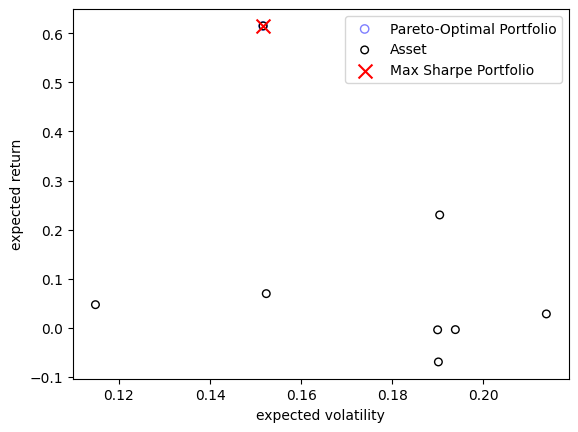 0.6
0.5
0.4
0.3
0.2
0.1
0.0
−0.1
expected return
Pareto-Optimal Portfolio
Asset
Max Sharpe Portfolio
0.12 0.14 0.16 0.18 0.20
expected volatility